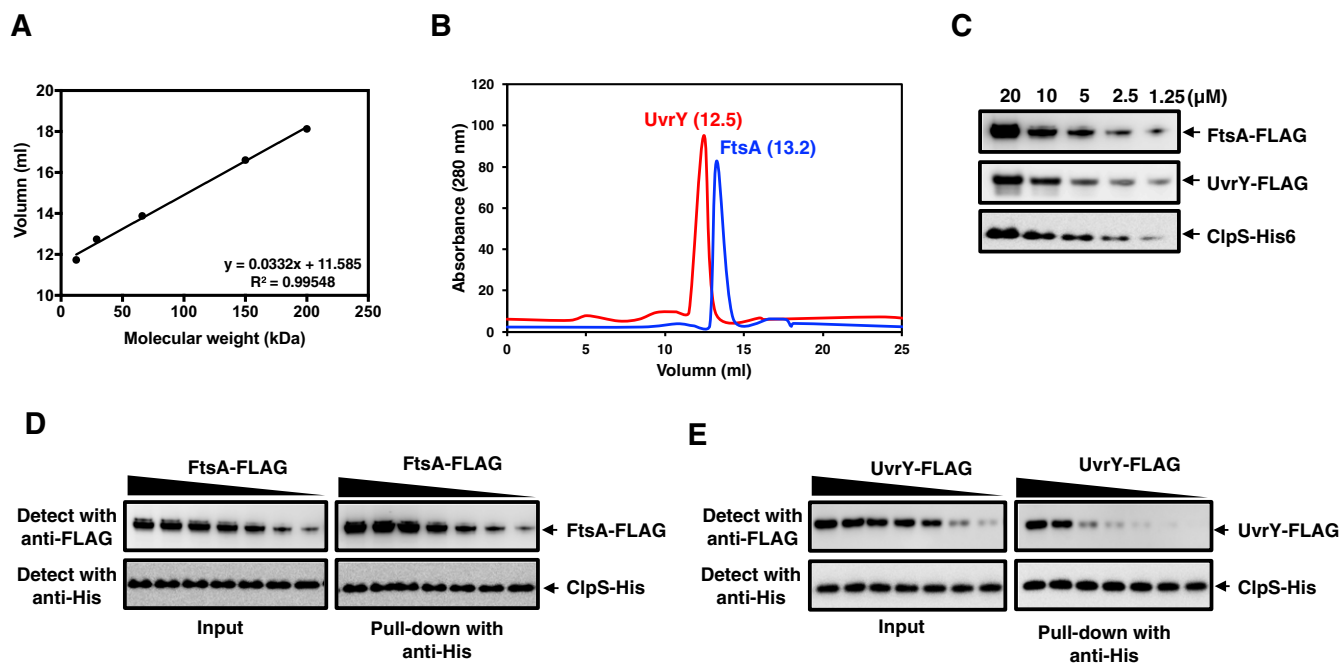 A
20
18
16
14
12
10
Volumn (ml)
y = 0.0332x + 11.585
R² = 0.99548
0 50 100 150 200 250
Molecular weight (kDa)
B
120
100
80
60
40
20
0
Absorbance (280 nm)
UvrY (12.5)
FtsA (13.2)
0 5 10 15 20 25
Volumn (ml)
C
20 10 5 2.5 1.25 (μM)
FtsA-FLAG
UvrY-FLAG
ClpS-His6
D
FtsA-FLAG
FtsA-FLAG
Detect with
anti-FLAG
FtsA-FLAG
Detect with
anti-His
ClpS-His
Input
Pull-down with
anti-His
E
UvrY-FLAG
UvrY-FLAG
Detect with
anti-FLAG
UvrY-FLAG
Detect with
anti-His
ClpS-His
Input
Pull-down with
anti-His